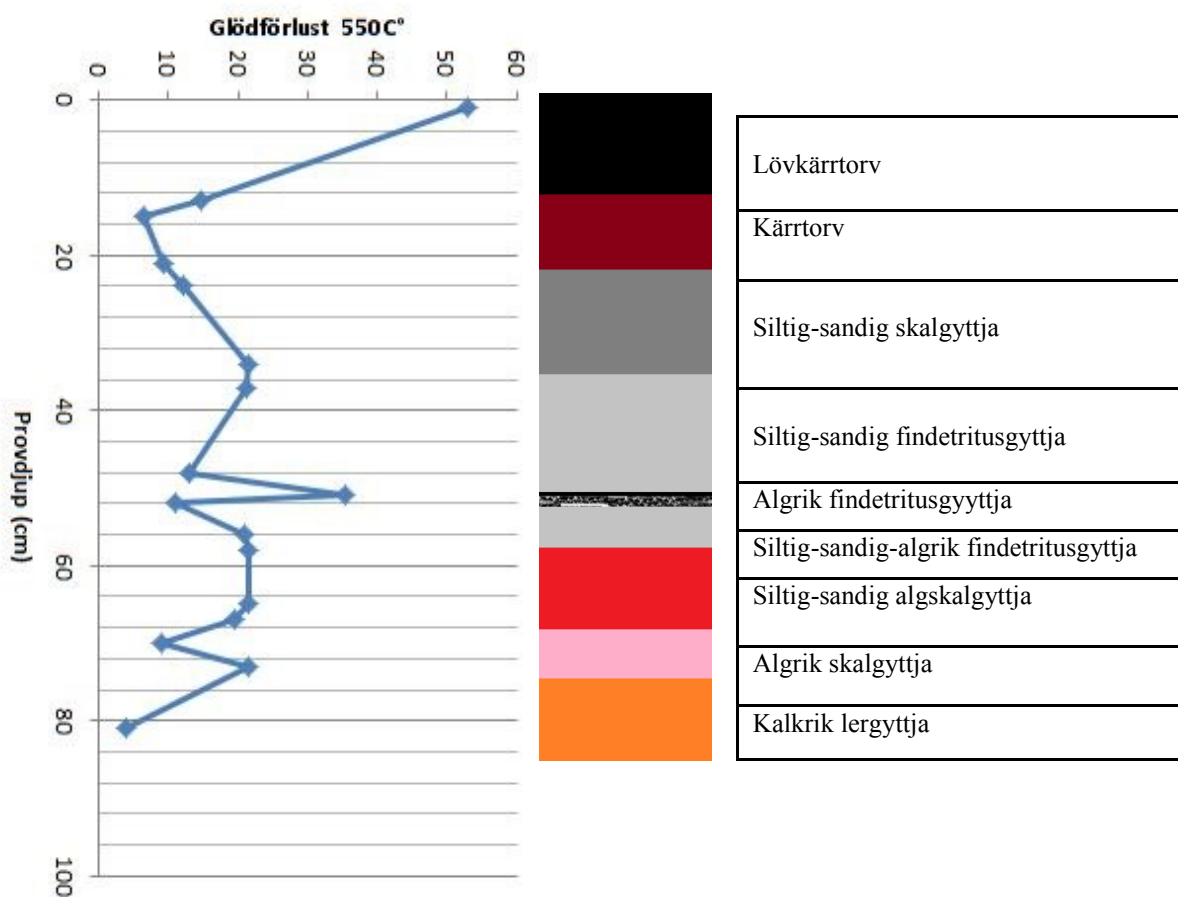 Glödförlust 550C°
0 10 20 30 40 50 60
0
20
40
60
80
100
Provdjup (cm)
Lövkärrtorv
Kärrtorv
Siltig-sandig skalgyttja
Siltig-sandig findetritusgyttja
Algrik findetritusgyyttja
Siltig-sandig-algrik findetritusgyttja
Siltig-sandig algskalgyttja
Algrik skalgyttja
Kalkrik lergyttja